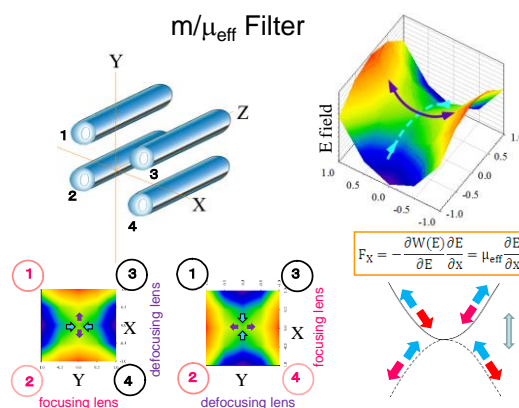 m/μeff Filter
Y
Z
X
1
2
3
4
E field
1.0
0.5
0.0
-0.5
-1.0
1.0
0.5
0.0
-0.5
1.0
F_X = − ∂W(E)/∂E ∂E/∂x = μeff ∂E/∂x
1
3
2
4
X
Y
defocusing lens
focusing lens
1
3
2
4
X
Y
focusing lens
defocusing lens